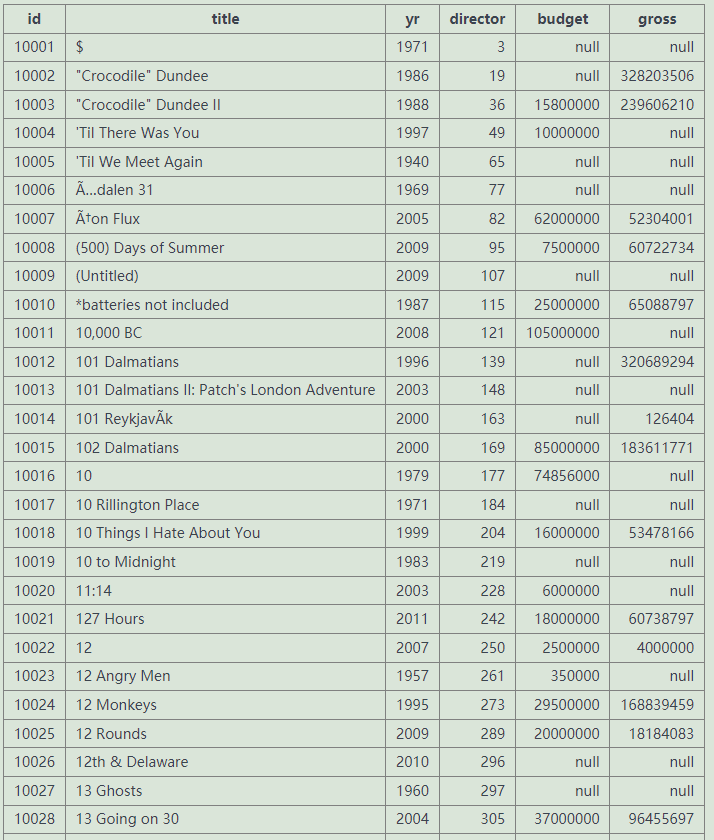 id title yr director budget gross
10001 $ 1971 3 null null
10002 "Crocodile" Dundee 1986 19 null 328203506
10003 "Crocodile" Dundee II 1988 36 15800000 239606210
10004 'Til There Was You 1997 49 10000000 null
10005 'Til We Meet Again 1940 65 null null
10006 Ã…dalen 31 1969 77 null null
10007 Ã†on Flux 2005 82 62000000 52304001
10008 (500) Days of Summer 2009 95 7500000 60722734
10009 (Untitled) 2009 107 null null
10010 *batteries not included 1987 115 25000000 65088797
10011 10,000 BC 2008 121 105000000 null
10012 101 Dalmatians 1996 139 null 320689294
10013 101 Dalmatians II: Patch's London Adventure 2003 148 null null
10014 101 ReykjavÃk 2000 163 null 126404
10015 102 Dalmatians 2000 169 85000000 183611771
10016 10 1979 177 74856000 null
10017 10 Rillington Place 1971 184 null null
10018 10 Things I Hate About You 1999 204 16000000 53478166
10019 10 to Midnight 1983 219 null null
10020 11:14 2003 228 6000000 null
10021 127 Hours 2011 242 18000000 60738797
10022 12 2007 250 2500000 4000000
10023 12 Angry Men 1957 261 350000 null
10024 12 Monkeys 1995 273 29500000 168839459
10025 12 Rounds 2009 289 20000000 18184083
10026 12th & Delaware 2010 296 null null
10027 13 Ghosts 1960 297 null null
10028 13 Going on 30 2004 305 37000000 96455697